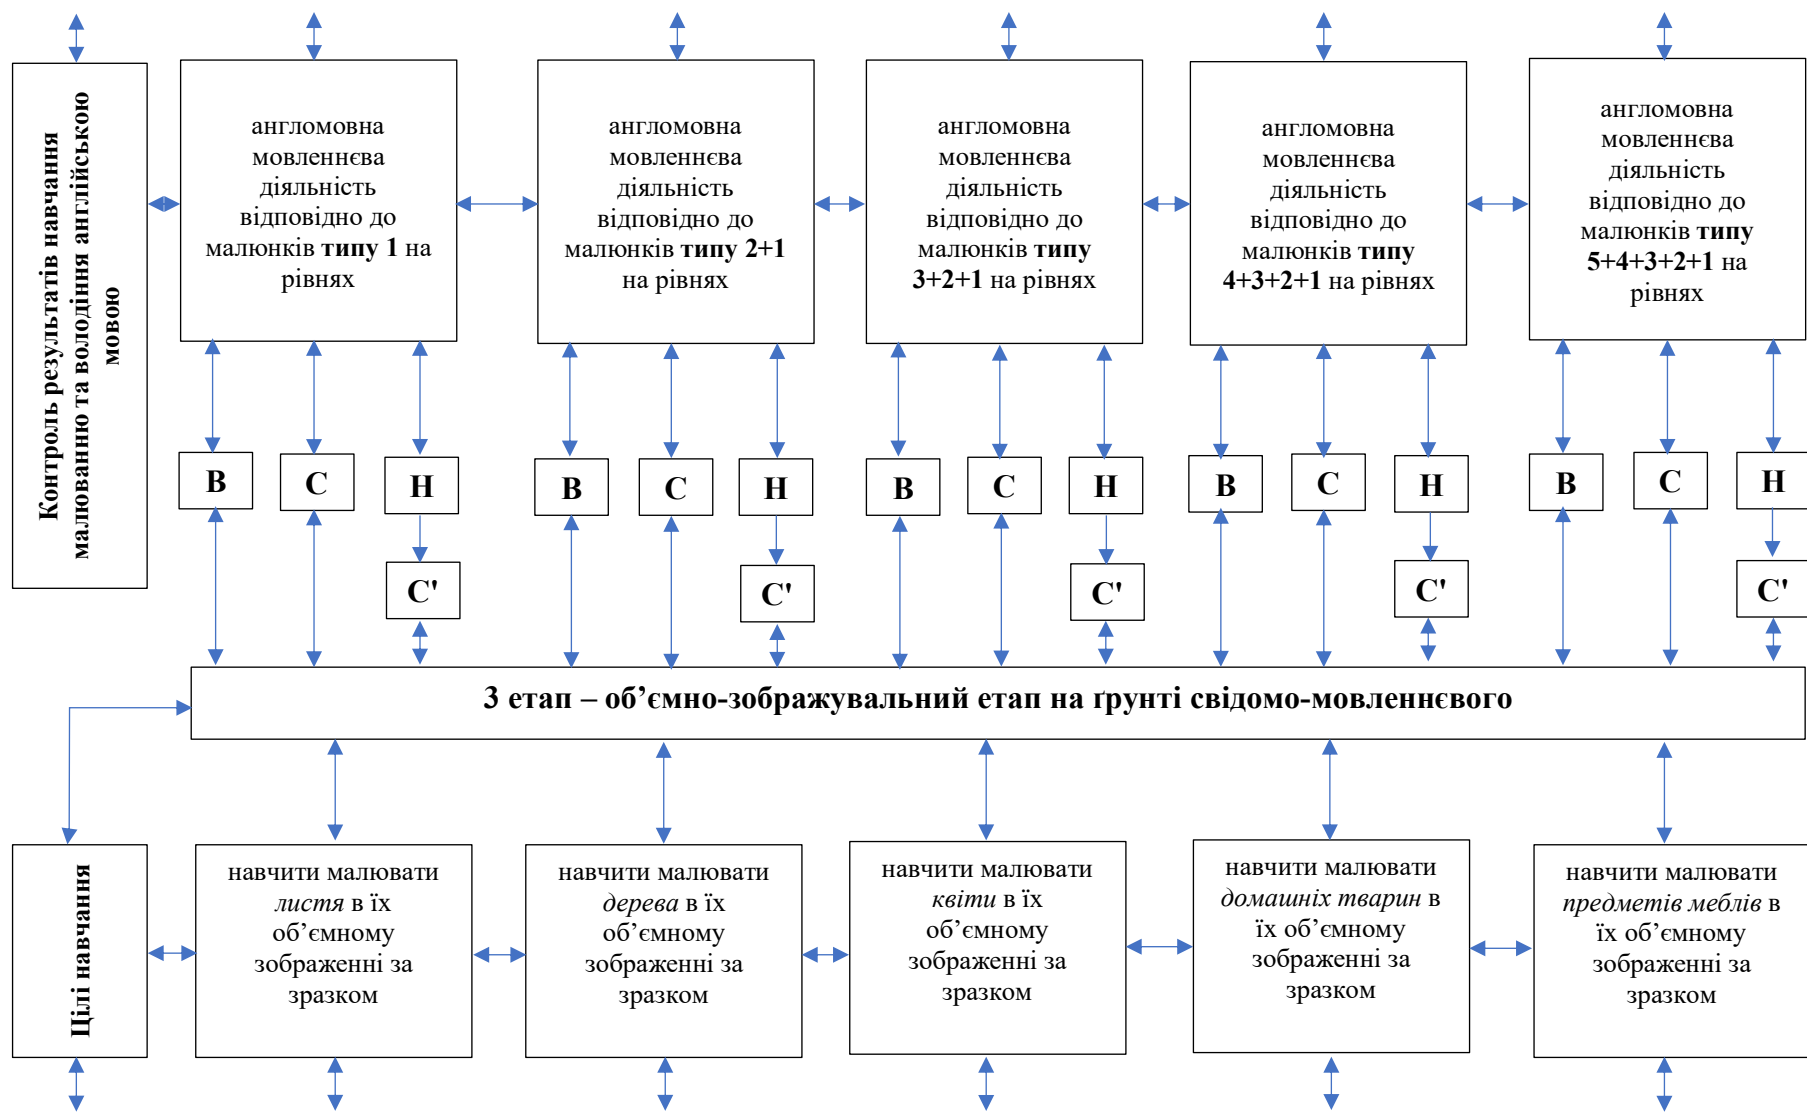 Контроль результатів навчання
малюванню та володіння англійською
мовою
англомовна
мовленнєва
діяльність
відповідно до
малюнків типу 1 на
рівнях
англомовна
мовленнєва
діяльність
відповідно до
малюнків типу 2+1
на рівнях
англомовна
мовленнєва
діяльність
відповідно до
малюнків типу
3+2+1 на рівнях
англомовна
мовленнєва
діяльність
відповідно до
малюнків типу
4+3+2+1 на рівнях
англомовна
мовленнєва
діяльність
відповідно до
малюнків типу
5+4+3+2+1 на
рівнях
В
С
Н
В
С
Н
В
С
Н
В
С
Н
В
С
Н
С'
С'
С'
С'
С'
3 етап – об’ємно-зображувальний етап на ґрунті свідомо-мовленнєвого
Цілі навчання
навчити малювати
листя в їх
об’ємному
зображенні за
зразком
навчити малювати
дерева в їх
об’ємному
зображенні за
зразком
навчити малювати
квіти в їх
об’ємному
зображенні за
зразком
навчити малювати
домашніх тварин в
їх об’ємному
зображенні за
зразком
навчити малювати
предметів меблів в
їх об’ємному
зображенні за
зразком